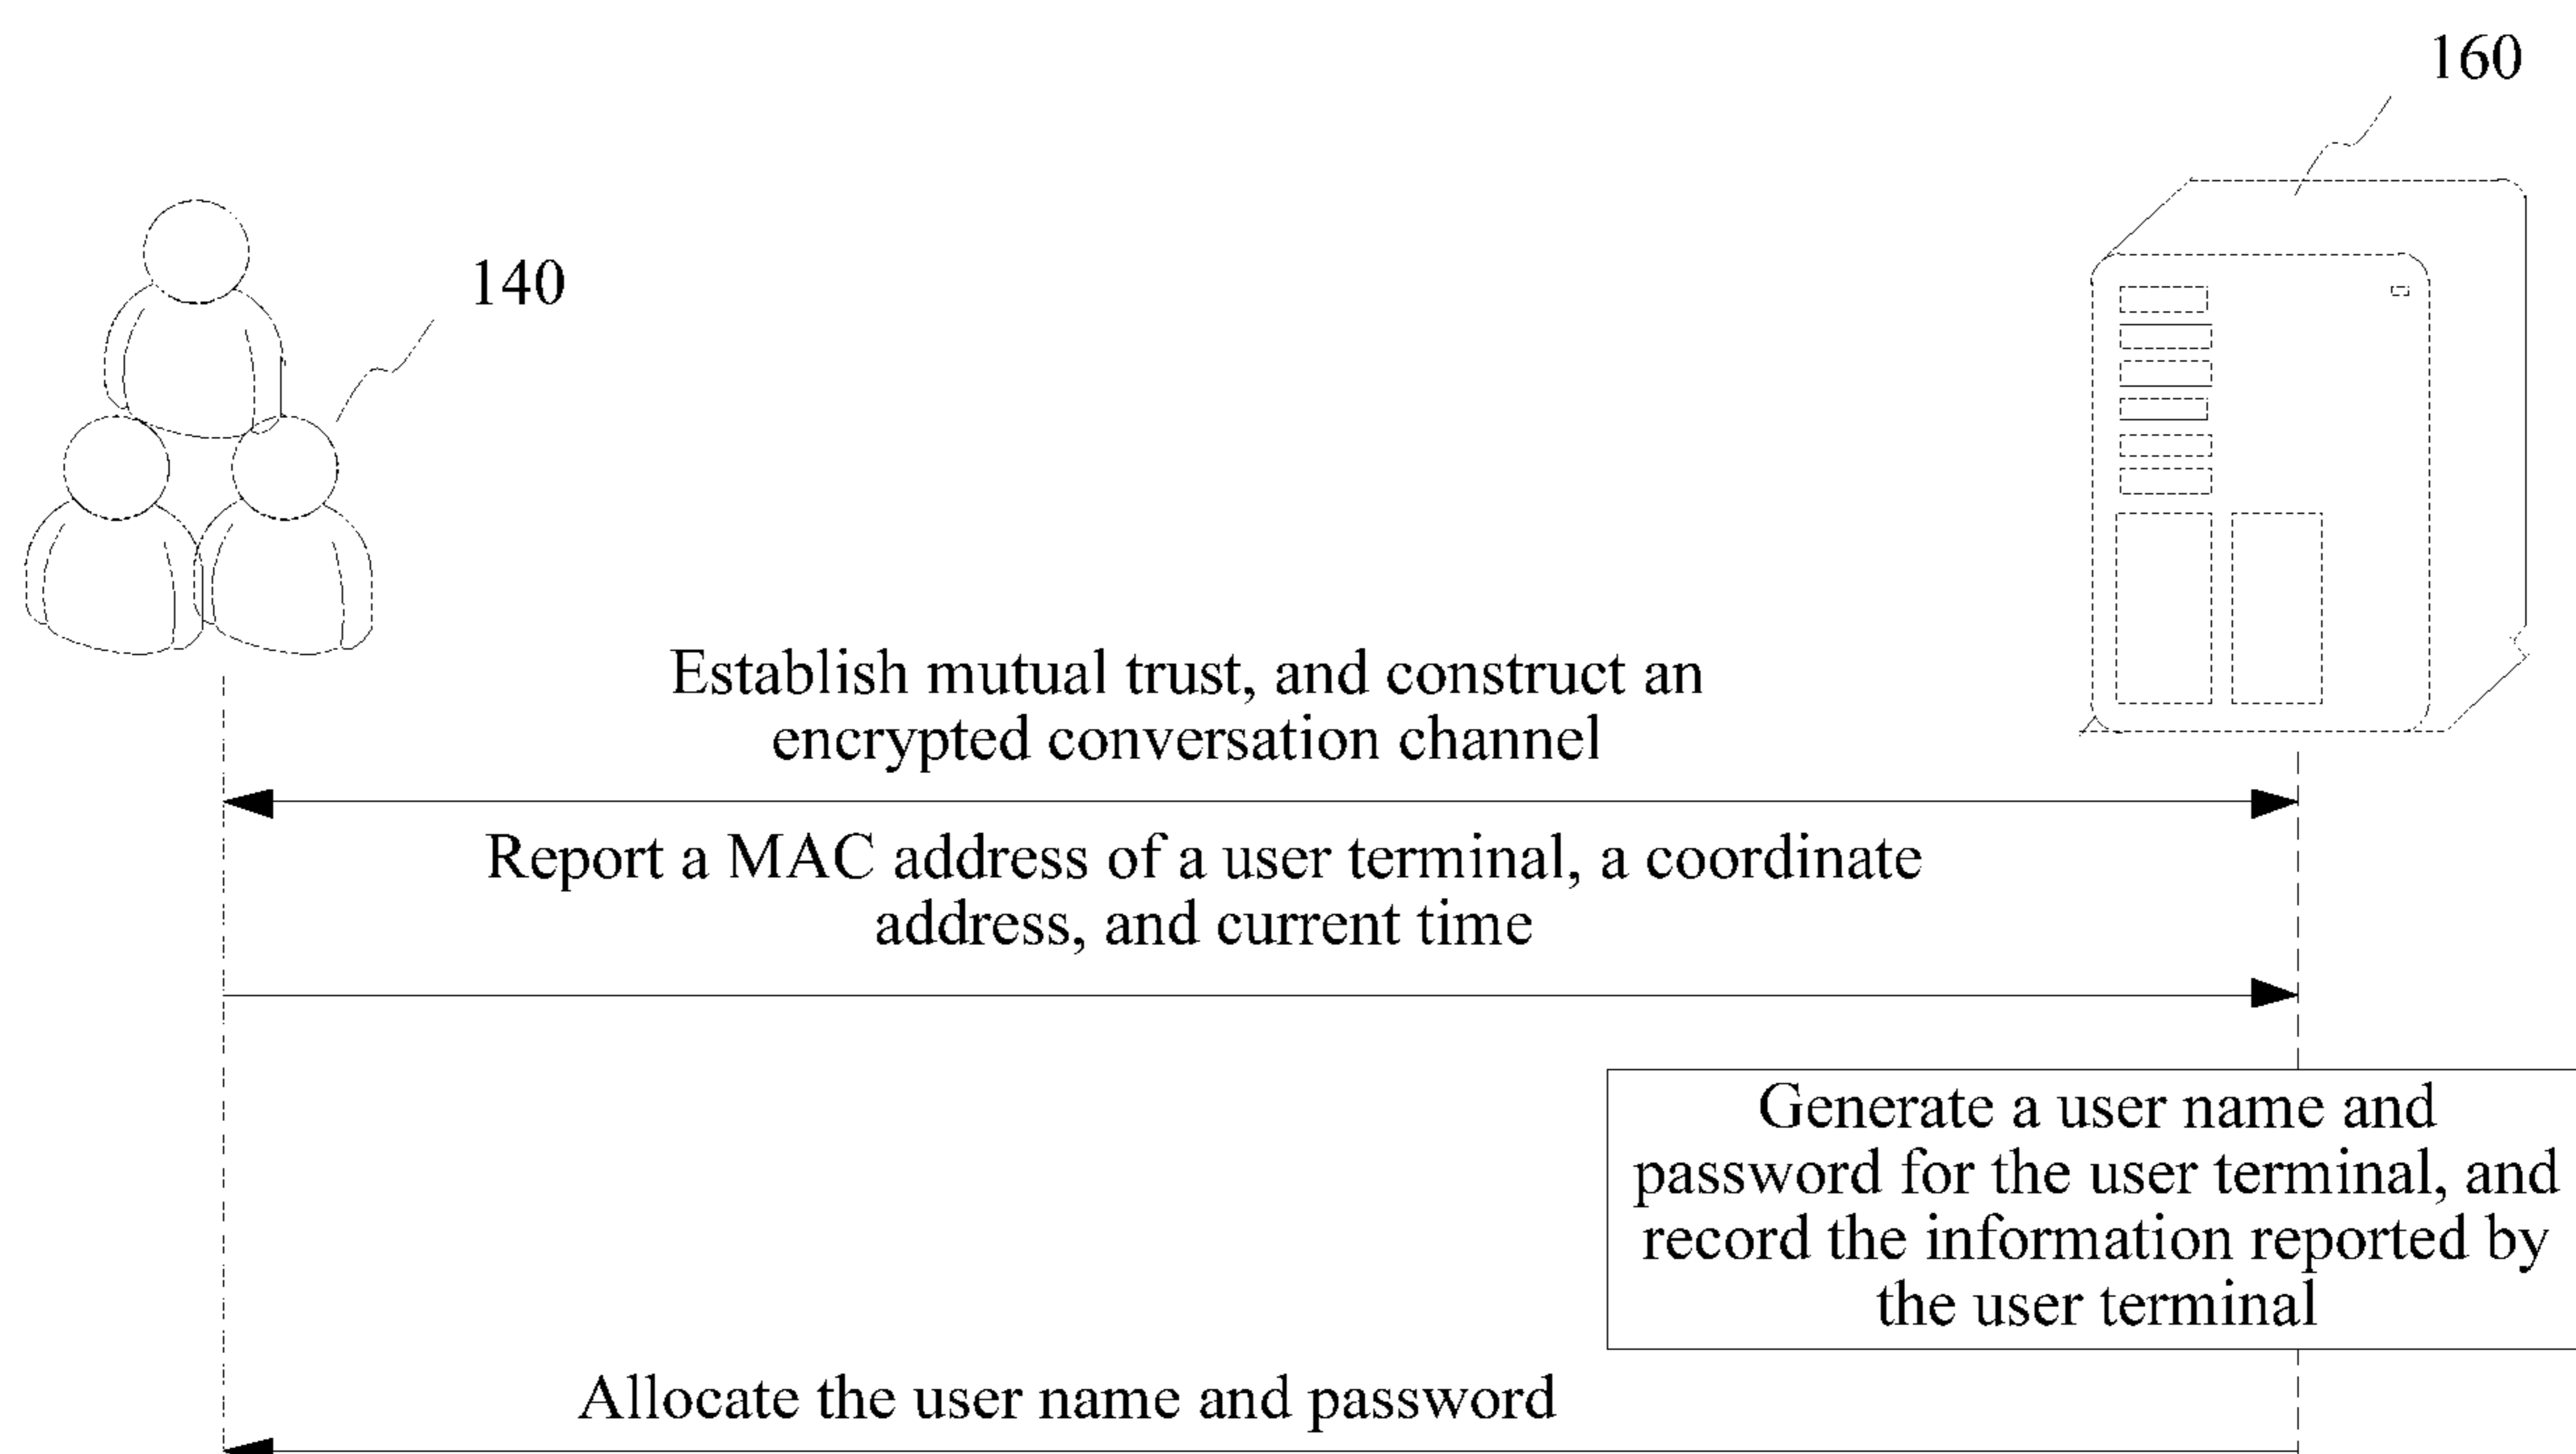 160
140
Establish mutual trust, and construct an
encrypted conversation channel
Report a MAC address of a user terminal, a coordinate
address, and current time
Generate a user name and
password for the user terminal, and
record the information reported by
the user terminal
Allocate the user name and password